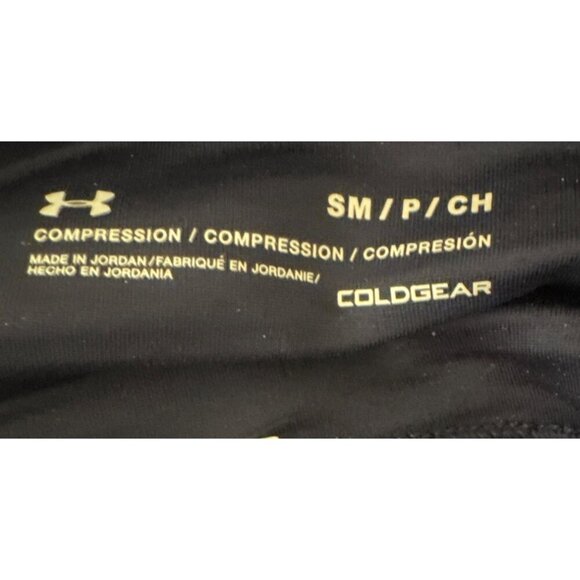 SM / P / CH
COMPRESSION / COMPRESSION / COMPRESIÓN
MADE IN JORDAN/FABRIQUÉ EN JORDANIE/
HECHO EN JORDANIA
COLDGEAR